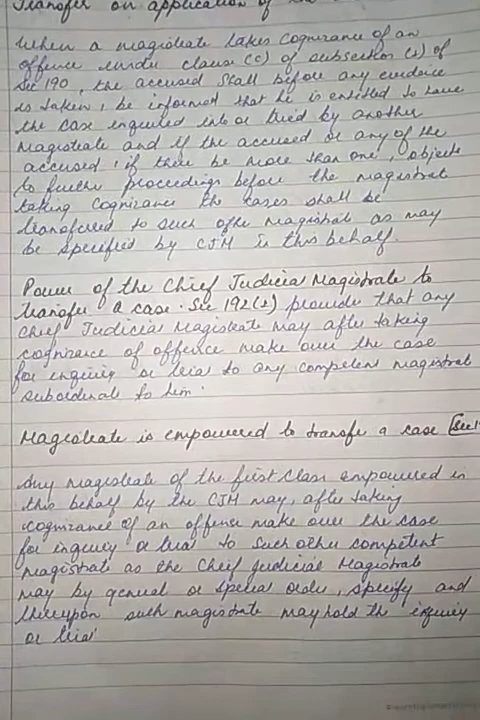 Transfer on application of the
When a magistrate takes cognizance of an
offence under clause (c) of subsection (1) of
Sec 190, the accused shall before any evidence
is taken, be informed that he is entitled to have
the case enquired into or tried by another
magistrate and if the accused or any of the
accused, if there be more than one, objects
to further proceedings before the magistrate
taking cognizance the cases shall be
transferred to such other magistrate as may
be specified by CJM in this behalf.
Power of the Chief Judicial Magistrate to
transfer a case. Sec 192(1) provide that any
Chief Judicial Magistrate may after taking
cognizance of offence make over the case
for inquiry or trial to any competent magistrate
subordinate to him.
Magistrate is empowered to transfer a case [Sec 1
Any magistrate of the first class empowered in
this behalf by the CJM may, after taking
cognizance of an offense make over the case
for inquiry or trial to such other competent
magistrate as the Chief Judicial Magistrate
may by general or special order, specify and
thereupon such magistrate may hold the inquiry
or trial